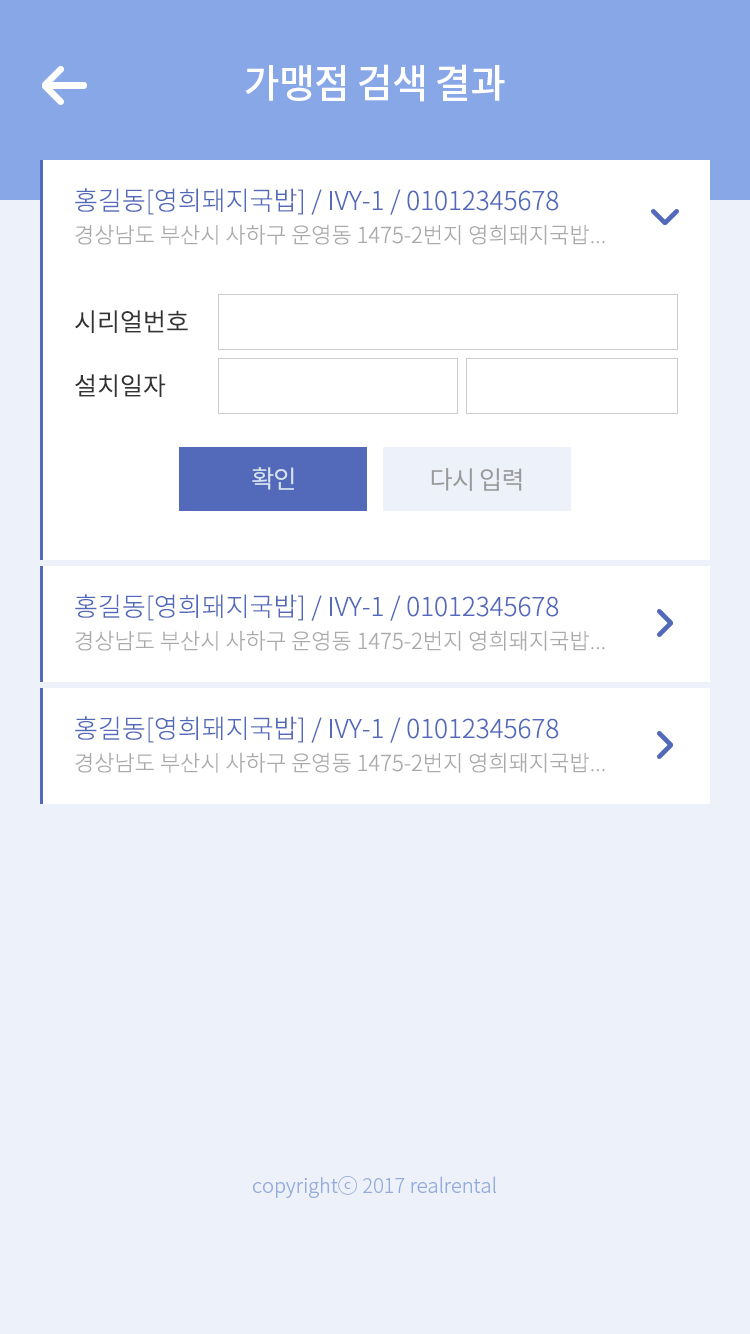 가맹점 검색 결과
홍길동[영희돼지국밥] / IVY-1 / 01012345678
경상남도 부산시 사하구 운영동 1475-2번지 영희돼지국밥...
시리얼번호
설치일자
확인 다시 입력
홍길동[영희돼지국밥] / IVY-1 / 01012345678
경상남도 부산시 사하구 운영동 1475-2번지 영희돼지국밥...
홍길동[영희돼지국밥] / IVY-1 / 01012345678
경상남도 부산시 사하구 운영동 1475-2번지 영희돼지국밥...
copyrightⓒ 2017 realrental